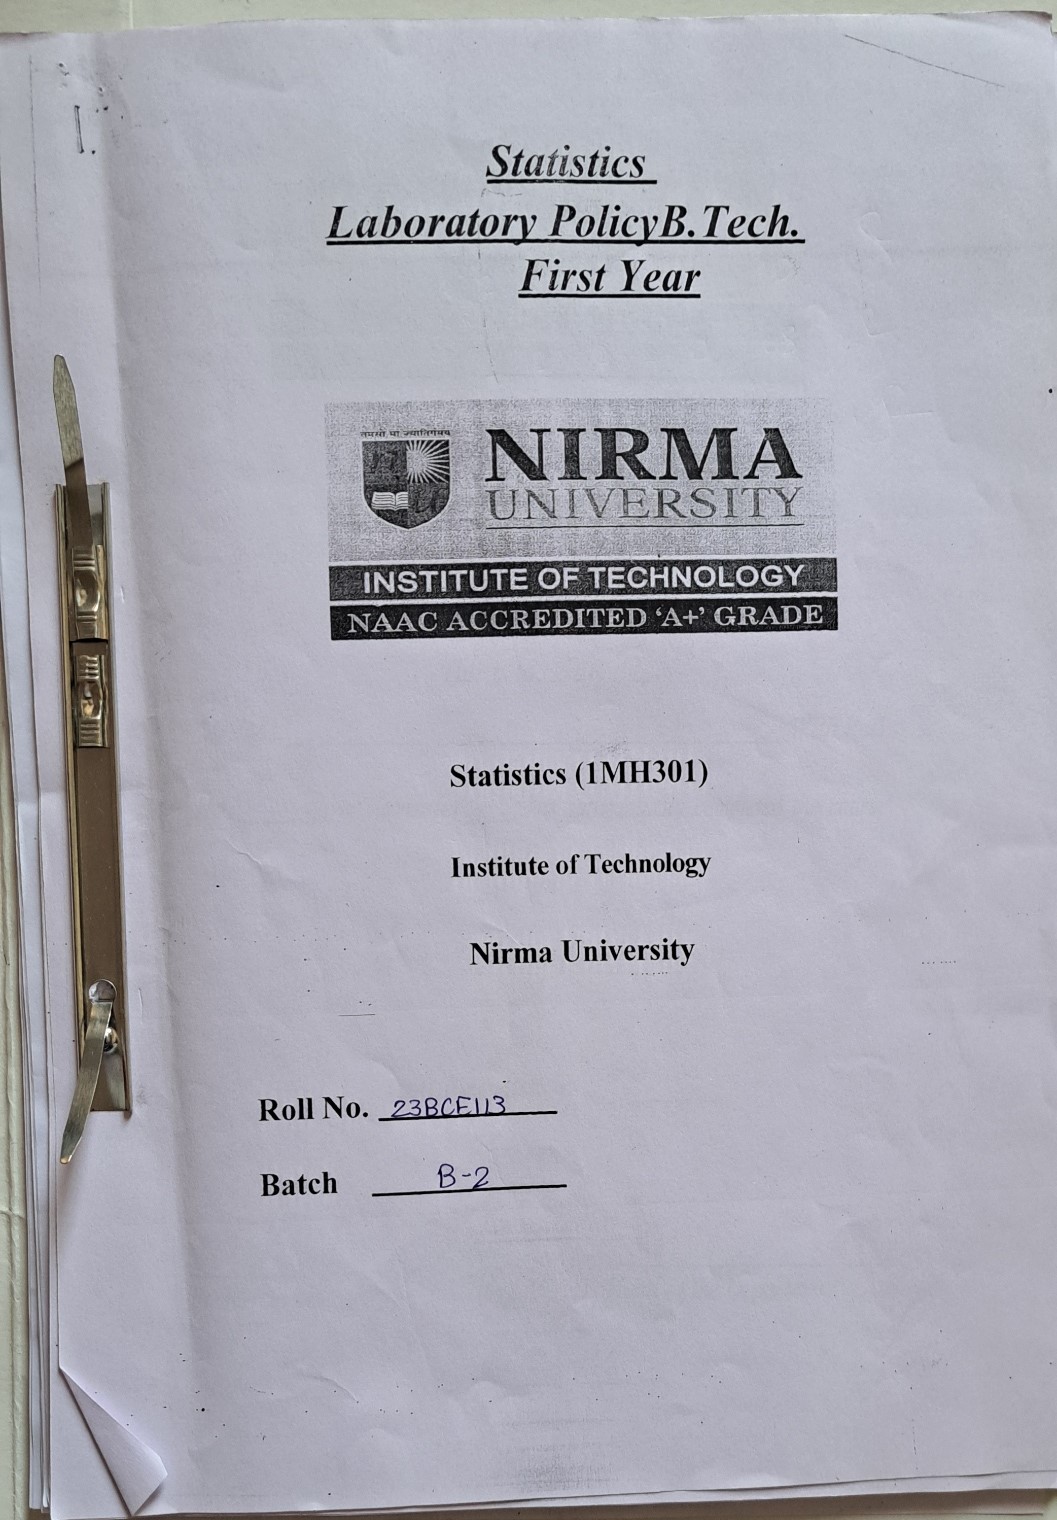 Statistics
Laboratory PolicyB.Tech.
First Year
तमसो मा ज्योतिर्गमय
NIRMA
UNIVERSITY
INSTITUTE OF TECHNOLOGY
NAAC ACCREDITED ‘A+’ GRADE
Statistics (1MH301)
Institute of Technology
Nirma University
Roll No. 23BCE113
Batch B-2